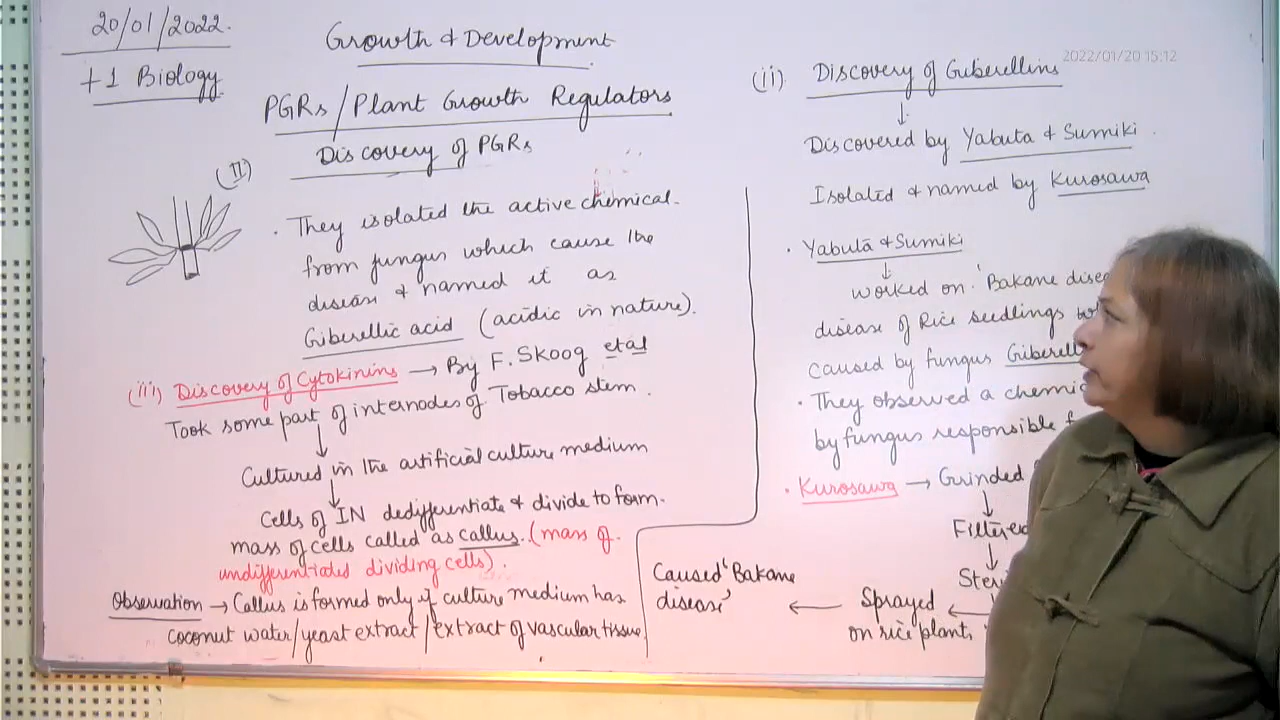 20/01/2022.
+1 Biology
Growth & Development
PGRs/Plant Growth Regulators
Discovery of PGRs
(II)
. They isolated the active chemical.
from fungus which cause the
disease & named it as
Giberellic acid (acidic in nature).
(iii) Discovery of Cytokinins → By F. Skoog etal
Took some part of internodes of Tobacco stem.
Cultured in the artificial culture medium
Cells of IN dedifferentiate & divide to form.
mass of cells called as callus. (mass of.
undifferentiated dividing cells).
Observation → Callus is formed only if culture medium has
coconut water/yeast extract/extract of vascular tissue
2022/01/20 15:12
(ii) Discovery of Giberellins
Discovered by Yabuta & Sumiki.
Isolated & named by Kurosawa
. Yabuta & Sumiki
worked on 'Bakane
disease of Rice seedlings
caused by fungus
. They observed a
by fungus responsible
. Kurosawa → Grinded
Filtered
Sprayed
on rice plants
←
Caused 'Bakane
disease'